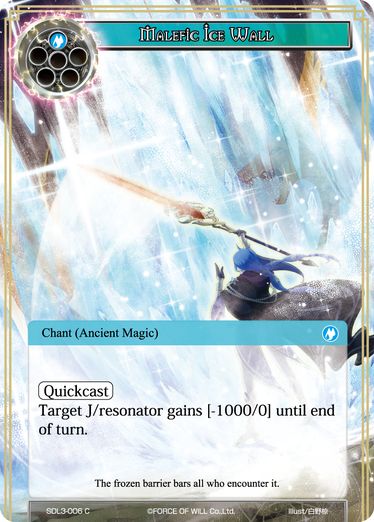 Malefic Ice Wall
Chant (Ancient Magic)
Quickcast
Target J/resonator gains [-1000/0] until end
of turn.
The frozen barrier bars all who encounter it.
SDL3-006 C ©FORCE OF WILL Co.,Ltd. Illust/白野棯